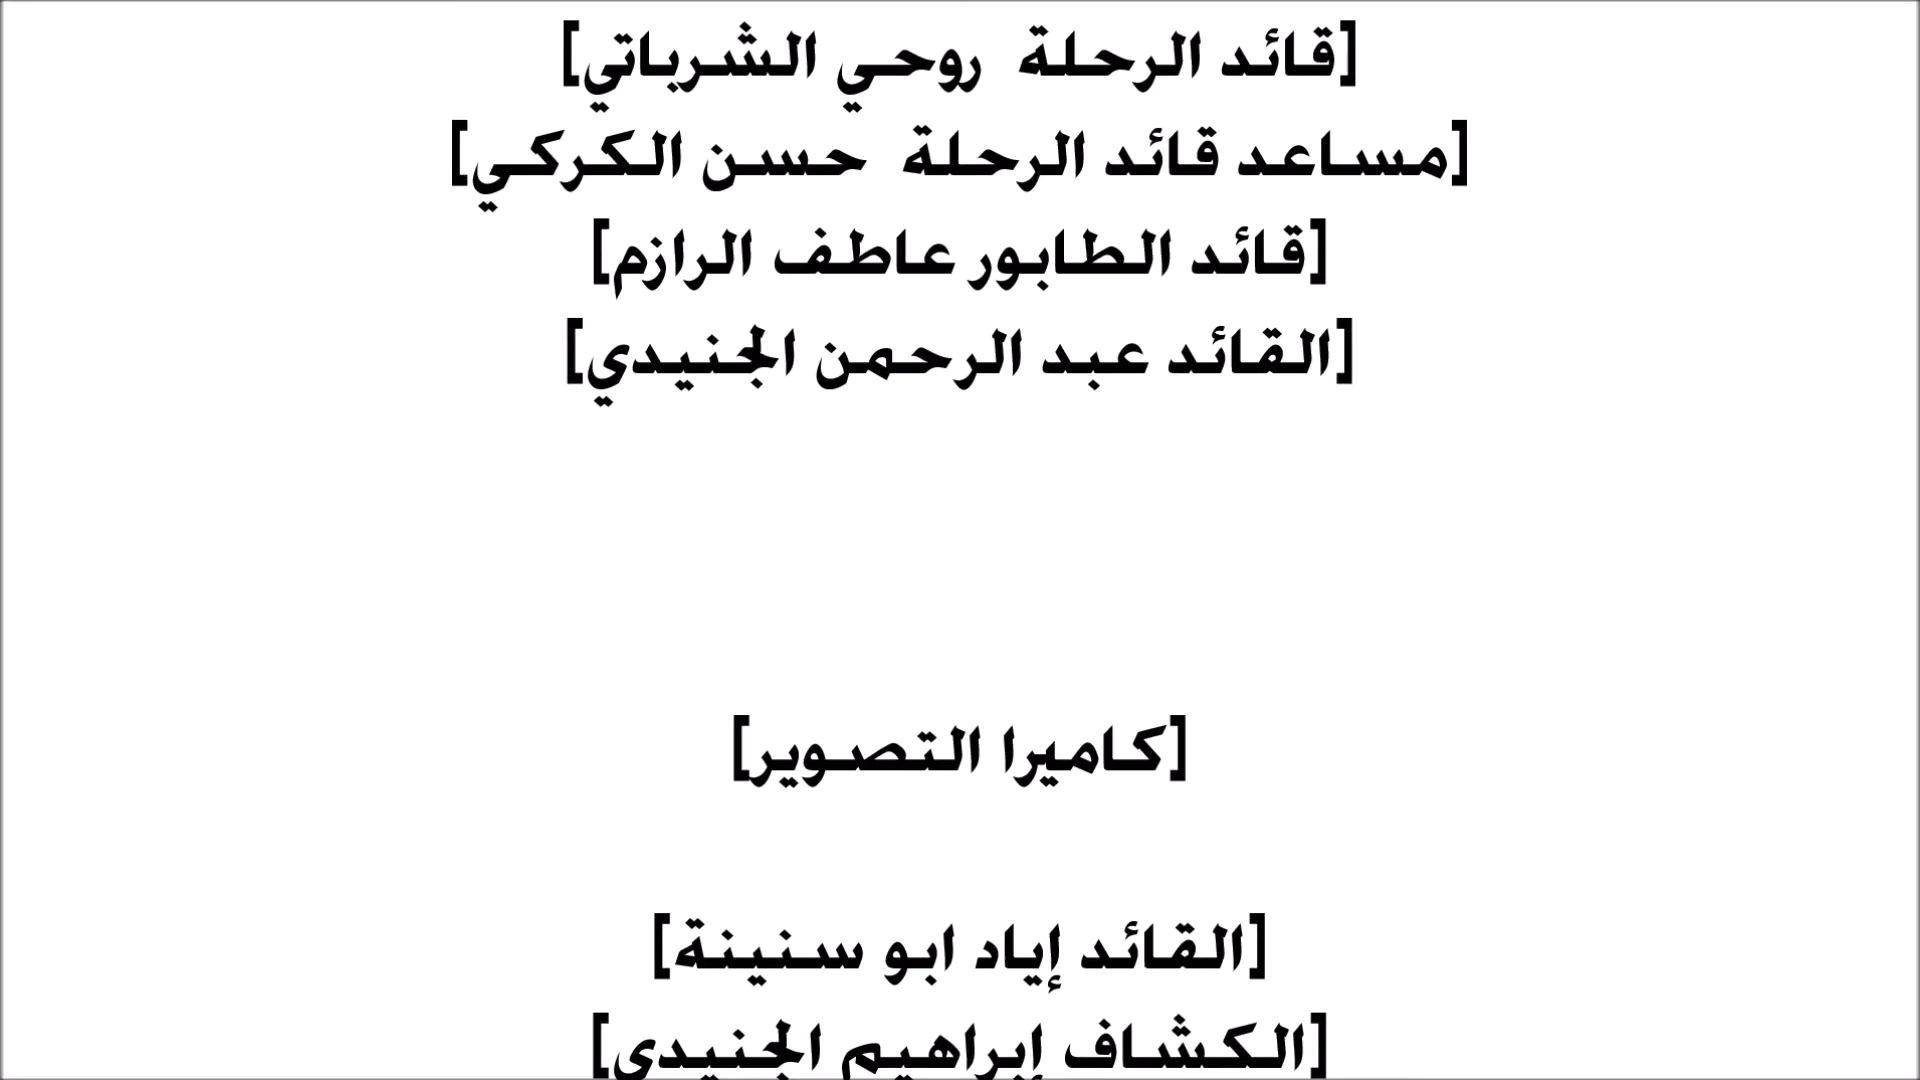 [قائد الرحلة  روحي الشرباتي]
[مساعد قائد الرحلة  حسن الكركي]
[قائد الطابور عاطف الرازم]
[القائد عبد الرحمن الجنيدي]
[كاميرا التصوير]
[القائد إياد ابو سنينة]
[الكشاف إبراهيم الجنيدي]